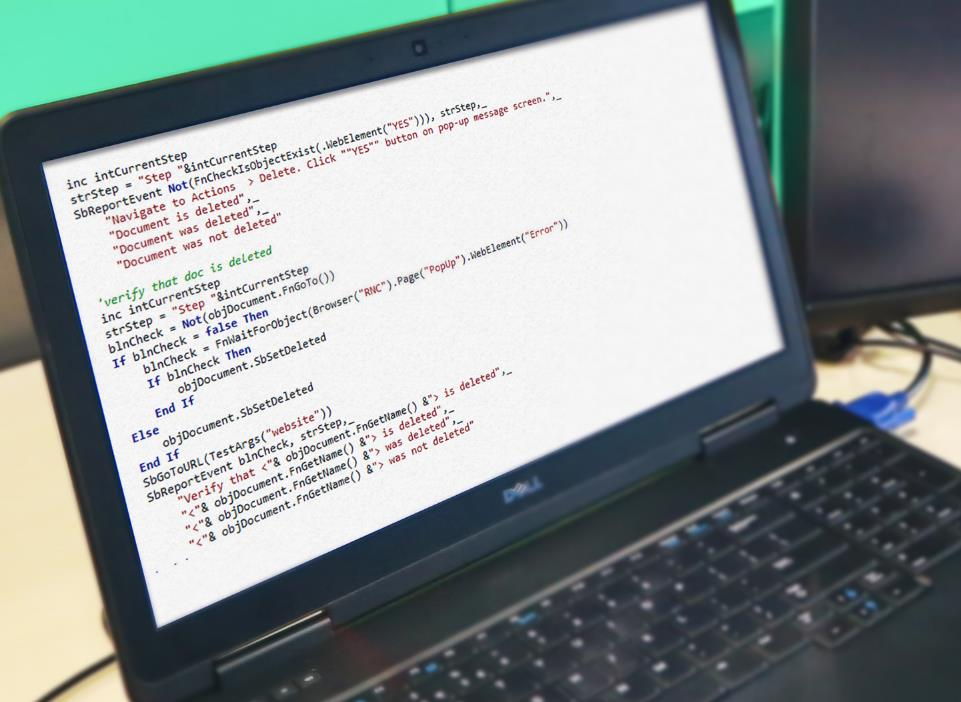 inc intCurrentStep
strStep = "Step "&intCurrentStep
SbReportEvent Not(FnCheckIsObjectExist(.WebElement("YES"))), strStep,_
"Navigate to Actions > Delete. Click ""YES"" button on pop-up message screen.",_
"Document is deleted",_
"Document was deleted",_
"Document was not deleted"
'verify that doc is deleted
inc intCurrentStep
strStep = "Step "&intCurrentStep
blnCheck = Not(objDocument.FnGoTo())
If blnCheck = false Then
blnCheck = FnWaitForObject(Browser("RNC").Page("PopUp").WebElement("Error"))
If blnCheck Then
objDocument.SbSetDeleted
End If
Else
objDocument.SbSetDeleted
End If
SbGoToURL(TestArgs("website"))
SbReportEvent blnCheck, strStep,_
"Verify that <"& objDocument.FnGetName() &"> is deleted",_
"<"& objDocument.FnGetName() &"> is deleted",_
"<"& objDocument.FnGetName() &"> was deleted",_
"<"& objDocument.FnGetName() &"> was not deleted"
. . .
DELL